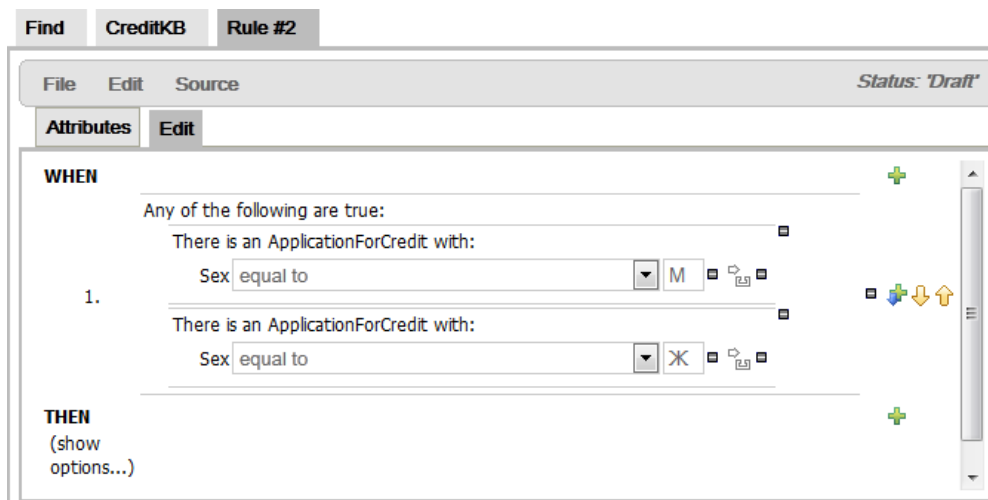 Find CreditKB Rule #2
File Edit Source Status: 'Draft'
Attributes Edit
WHEN
Any of the following are true:
There is an ApplicationForCredit with:
Sex equal to М
1.
There is an ApplicationForCredit with:
Sex equal to Ж
THEN
(show
options...)